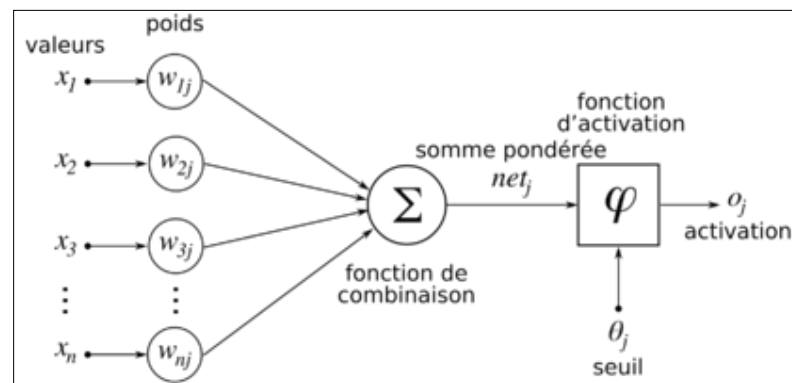 poids
valeurs
x₁
w₁ⱼ
x₂
w₂ⱼ
x₃
w₃ⱼ
⋮
⋮
xₙ
wₙⱼ
Σ
fonction de
combinaison
somme pondérée
netⱼ
fonction
d'activation
φ
oⱼ
activation
θⱼ
seuil